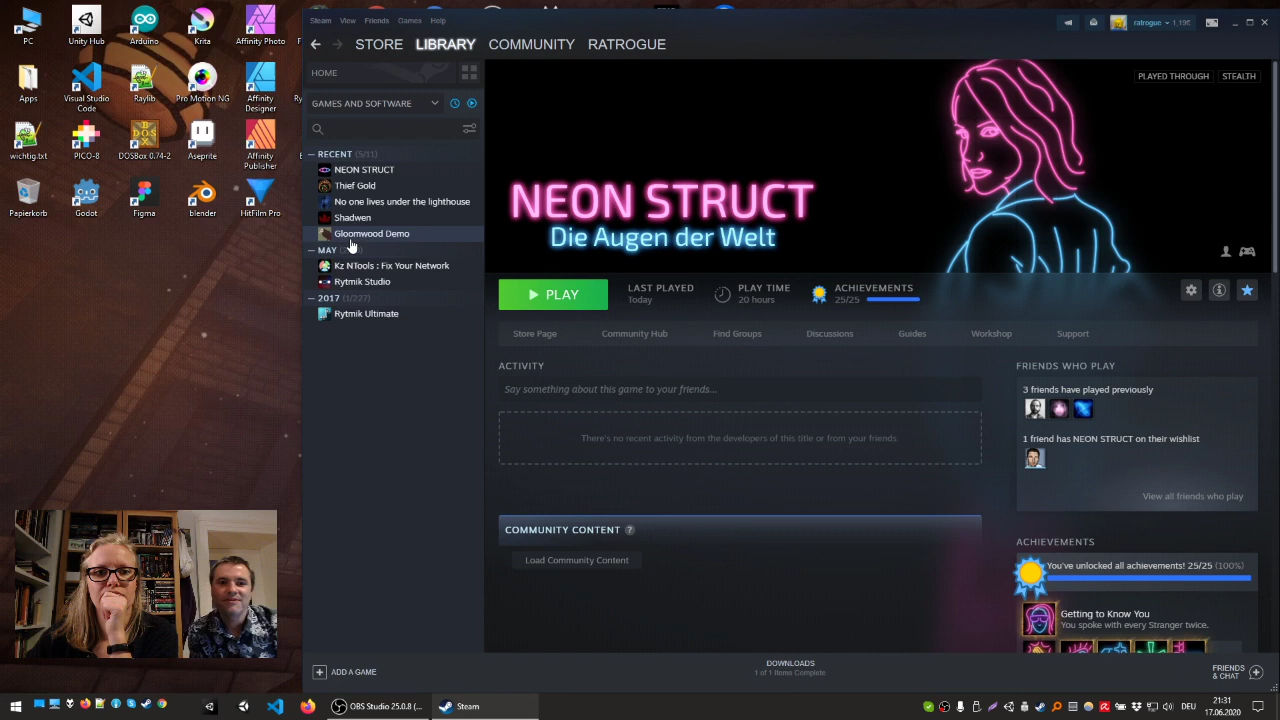 PC
Unity Hub
Arduino
Krita
Affinity Photo
Apps
Visual Studio Code
Raylib
Pro Motion NG
Affinity Designer
wichtig.txt
PICO-8
DOSBox 0.74-2
Aseprite
Affinity Publisher
Papierkorb
Godot
Figma
blender
HitFilm Pro
Steam View Friends Games Help
ratrogue 1,19€
STORE LIBRARY COMMUNITY RATROGUE
HOME
GAMES AND SOFTWARE
RECENT (5/11)
NEON STRUCT
Thief Gold
No one lives under the lighthouse
Shadwen
Gloomwood Demo
MAY
Kz NTools : Fix Your Network
Rytmik Studio
2017 (1/227)
Rytmik Ultimate
PLAYED THROUGH STEALTH
NEON STRUCT
Die Augen der Welt
PLAY
LAST PLAYED
Today
PLAY TIME
20 hours
ACHIEVEMENTS
25/25
Store Page Community Hub Find Groups Discussions Guides Workshop Support
ACTIVITY
Say something about this game to your friends...
There's no recent activity from the developers of this title or from your friends.
COMMUNITY CONTENT ?
Load Community Content
FRIENDS WHO PLAY
3 friends have played previously
1 friend has NEON STRUCT on their wishlist
View all friends who play
ACHIEVEMENTS
You've unlocked all achievements! 25/25 (100%)
Getting to Know You
You spoke with every Stranger twice.
ADD A GAME
DOWNLOADS
1 of 1 Items Complete
FRIENDS
& CHAT
OBS Studio 25.0.8 (...
Steam
21:31
17.06.2020